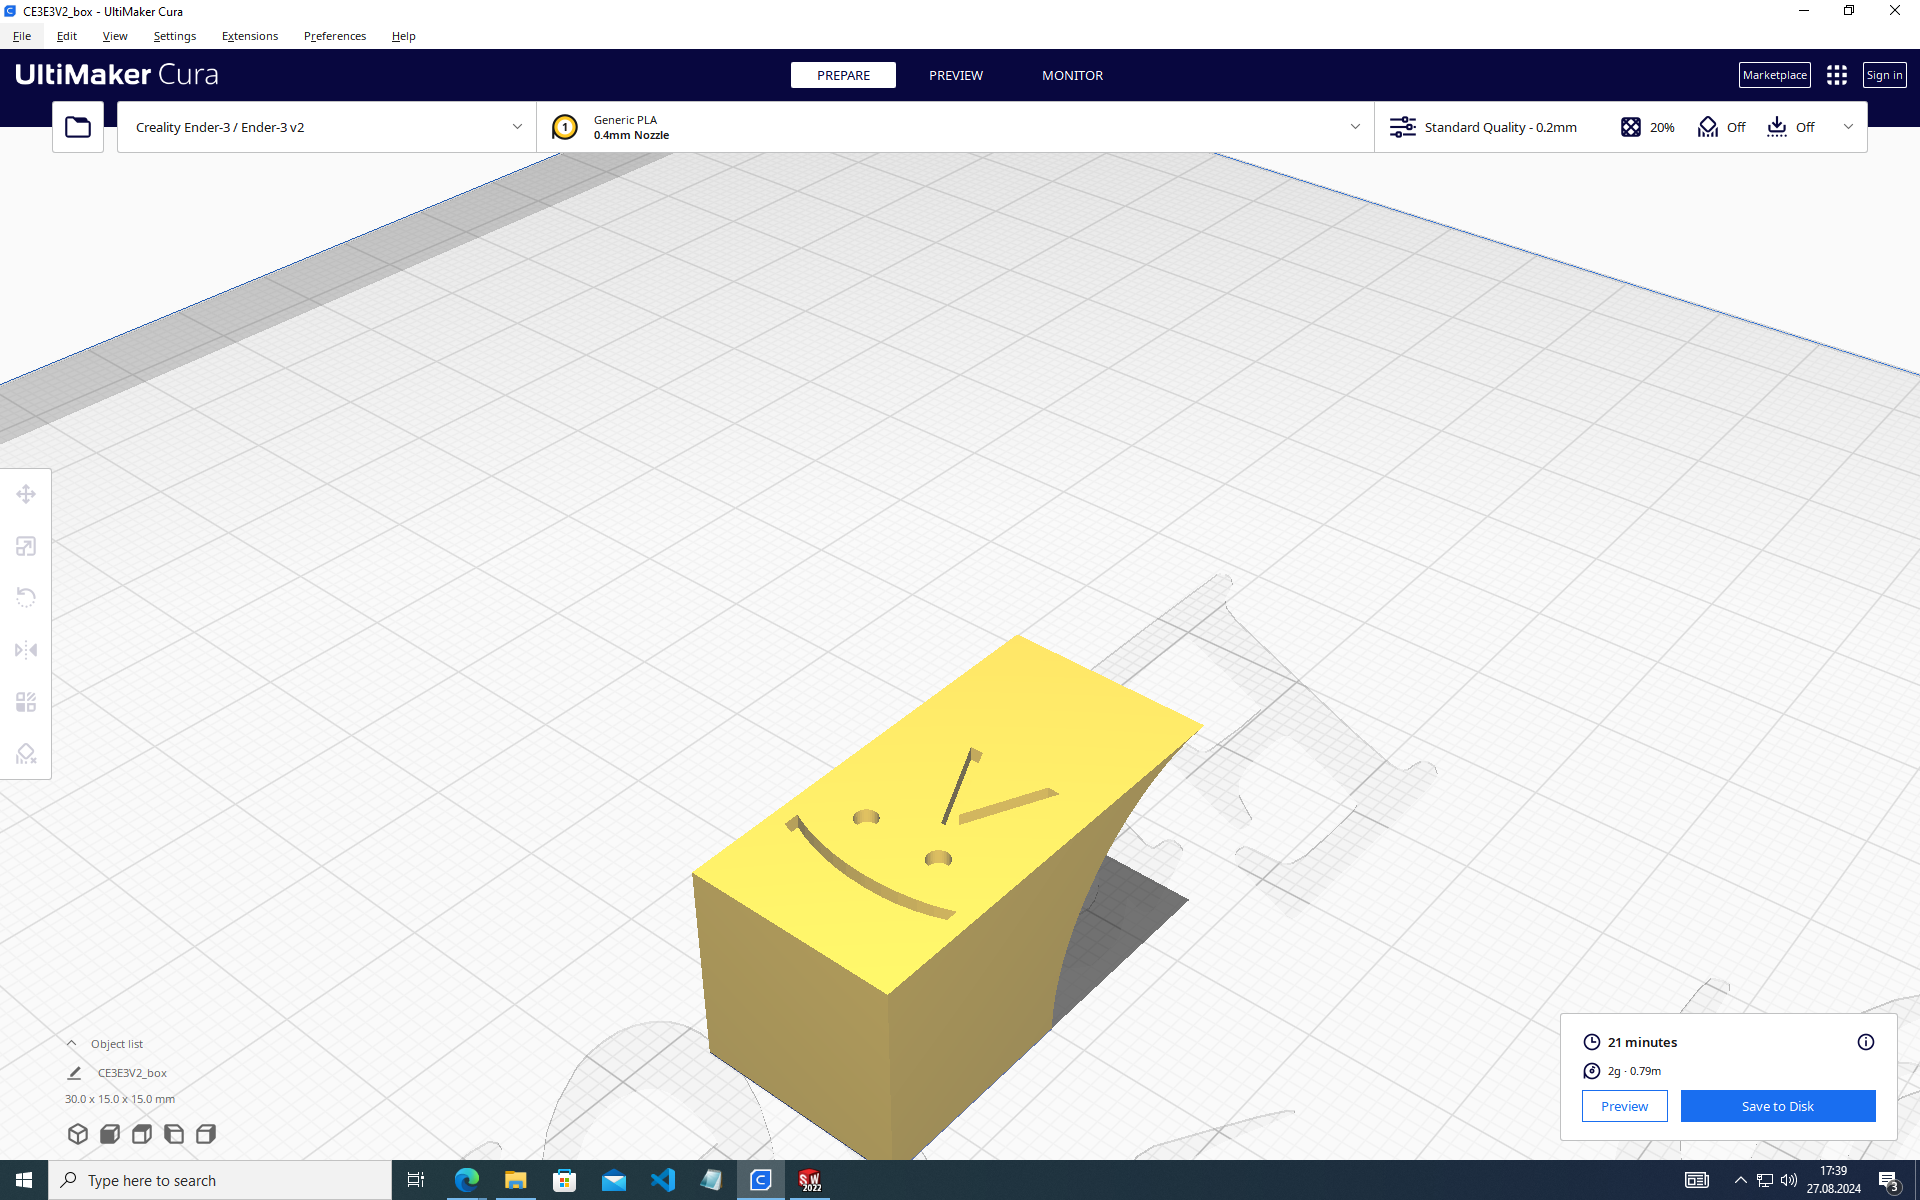 CE3E3V2_box - UltiMaker Cura
File Edit View Settings Extensions Preferences Help
UltiMaker Cura PREPARE PREVIEW MONITOR Marketplace Sign in
Creality Ender-3 / Ender-3 v2
1 Generic PLA
0.4mm Nozzle
Standard Quality - 0.2mm 20% Off Off
Object list
CE3E3V2_box
30.0 x 15.0 x 15.0 mm
21 minutes
2g · 0.79m
Preview Save to Disk
Type here to search
SW 2022
17:39
27.08.2024
3